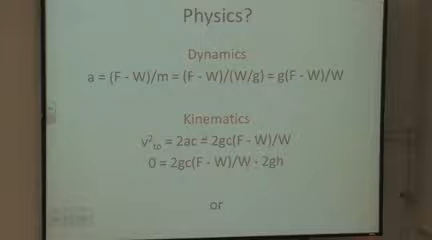 Physics?
Dynamics
a = (F - W)/m = (F - W)/(W/g) = g(F - W)/W
Kinematics
v²to = 2ac = 2gc(F - W)/W
0 = 2gc(F - W)/W - 2gh
or